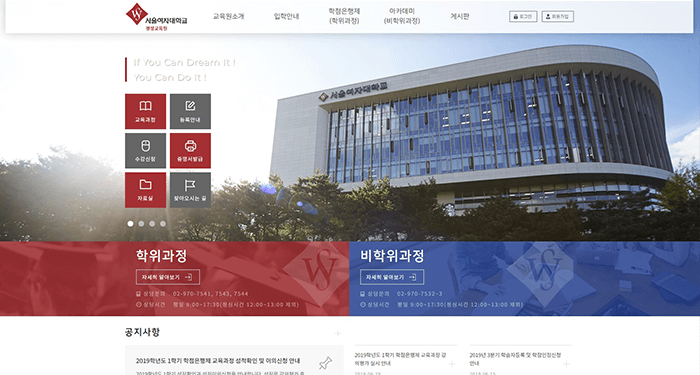 서울여자대학교
평생교육원
교육원소개
입학안내
학점은행제
(학위과정)
아카데미
(비학위과정)
게시판
로그인
회원가입
If You Can Dream It !
You Can Do It !
서울여자대학교
교육과정
등록안내
수강신청
증명서발급
자료실
찾아오시는 길
학위과정
자세히 알아보기
상담문의 02-970-7541, 7543, 7544
상담시간 평일 9:00~17:30(점심시간 12:00~13:00 제외)
비학위과정
자세히 알아보기
상담문의 02-970-7532~3
상담시간 평일 9:00~17:30(점심시간 12:00~13:00 제외)
공지사항
2019학년도 1학기 학점은행제 교육과정 성적확인 및 이의신청 안내
2019학년도 1학기 학점은행제 교육과정 강
의평가 실시 안내
2019년 3분기 학습자등록 및 학점인정신청
안내